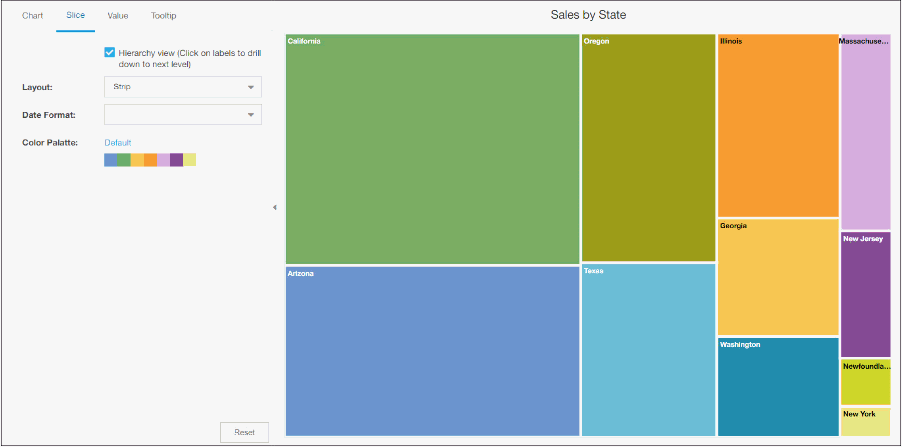 Chart
Slice
Value
Tooltip
Hierarchy view (Click on labels to drill
down to next level)
Layout:
Strip
Date Format:
Color Palatte:
Default
Reset
Sales by State
California
Arizona
Oregon
Texas
Illinois
Georgia
Washington
Massachuse...
New Jersey
Newfoundla...
New York